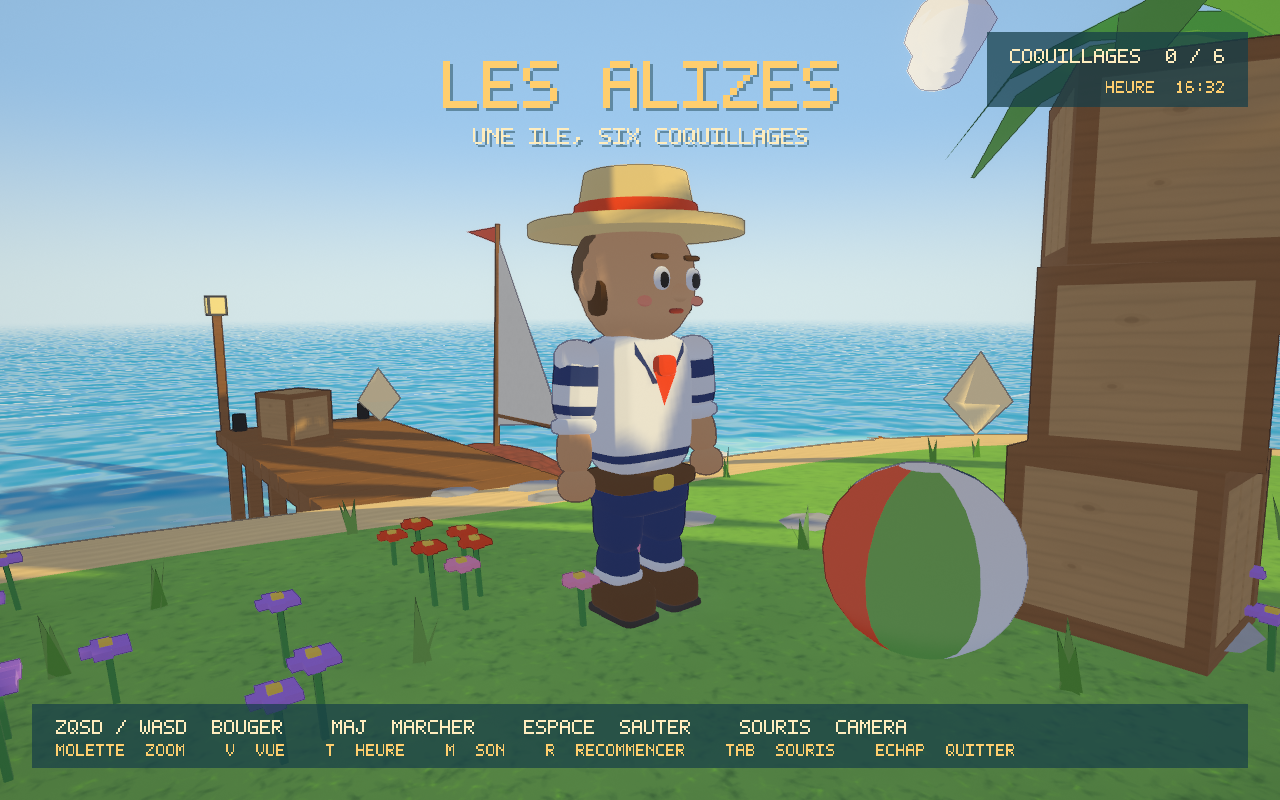 LES ALIZES
UNE ILE, SIX COQUILLAGES
COQUILLAGES 0 / 6
HEURE 16:32
ZQSD / WASD BOUGER MAJ MARCHER ESPACE SAUTER SOURIS CAMERA
MOLETTE ZOOM V VUE T HEURE M SON R RECOMMENCER TAB SOURIS ECHAP QUITTER